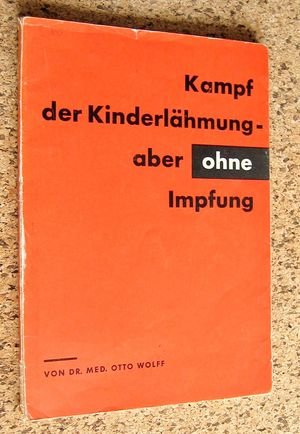 Kampf
der Kinderlähmung-
aber ohne
Impfung
VON DR. MED. OTTO WOLFF